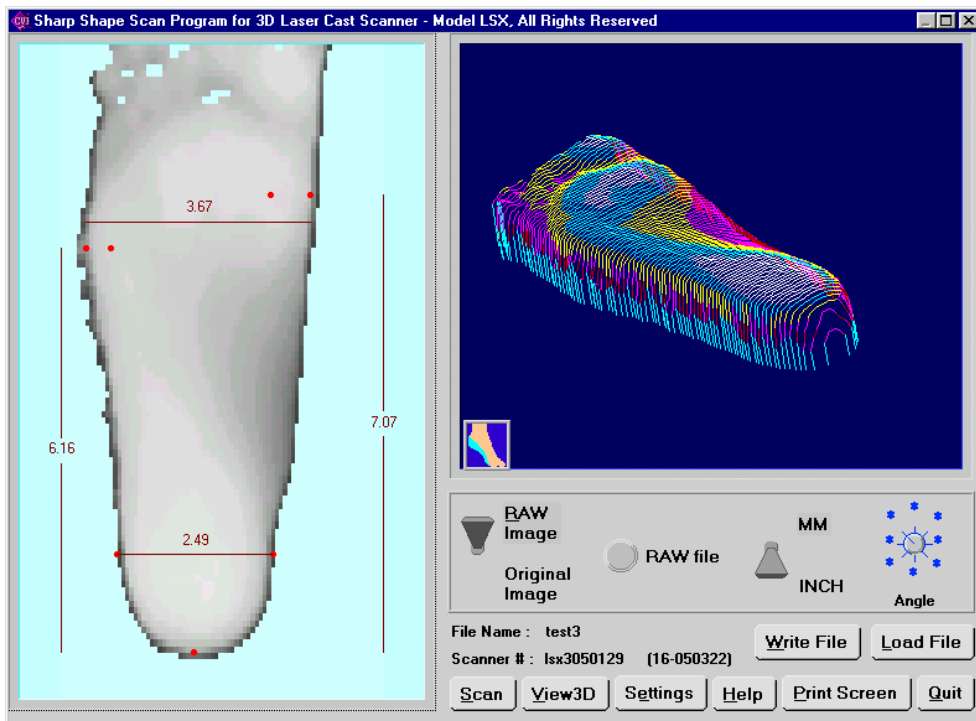 CVI Sharp Shape Scan Program for 3D Laser Cast Scanner - Model LSX, All Rights Reserved
3.67
6.16
7.07
2.49
RAW
Image
Original
Image
RAW file
MM
INCH
Angle
File Name : test3
Scanner # : lsx3050129 (16-050322)
Write File Load File
Scan View3D Settings Help Print Screen Quit